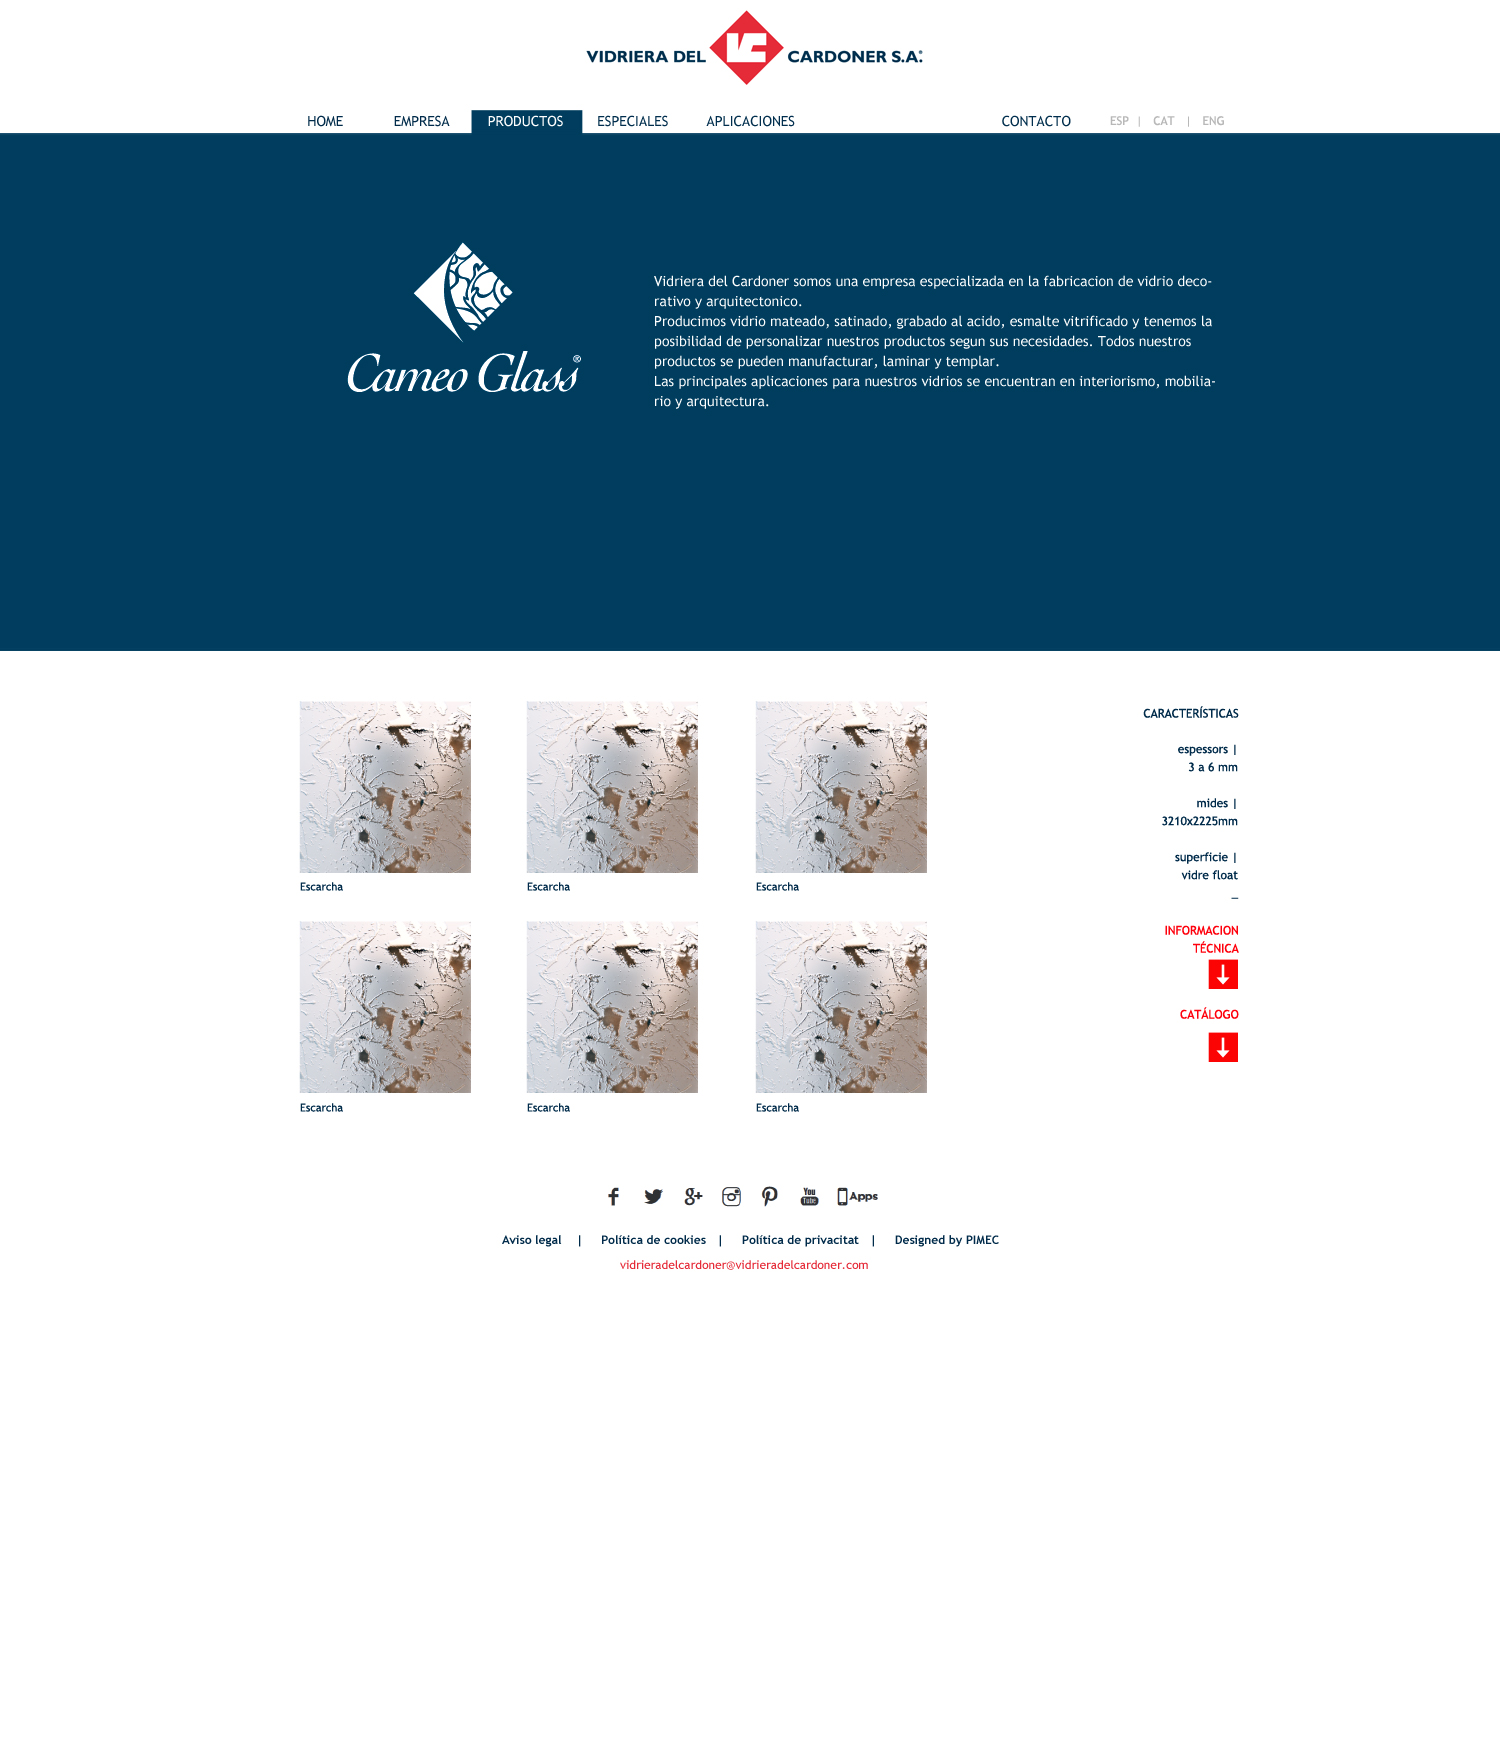 VIDRIERA DEL CARDONER S.A.
HOME EMPRESA PRODUCTOS ESPECIALES APLICACIONES CONTACTO ESP | CAT | ENG
Vidriera del Cardoner somos una empresa especializada en la fabricacion de vidrio deco-
rativo y arquitectonico.
Producimos vidrio mateado, satinado, grabado al acido, esmalte vitrificado y tenemos la
posibilidad de personalizar nuestros productos segun sus necesidades. Todos nuestros
productos se pueden manufacturar, laminar y templar.
Las principales aplicaciones para nuestros vidrios se encuentran en interiorismo, mobilia-
rio y arquitectura.
Cameo Glass®
Escarcha Escarcha Escarcha
Escarcha Escarcha Escarcha
CARACTERÍSTICAS
espessors |
3 a 6 mm
mides |
3210x2225mm
superficie |
vidre float
_
INFORMACION
TÉCNICA
CATÁLOGO
You Tube Apps
Aviso legal | Política de cookies | Política de privacitat | Designed by PIMEC
vidrieradelcardoner@vidrieradelcardoner.com